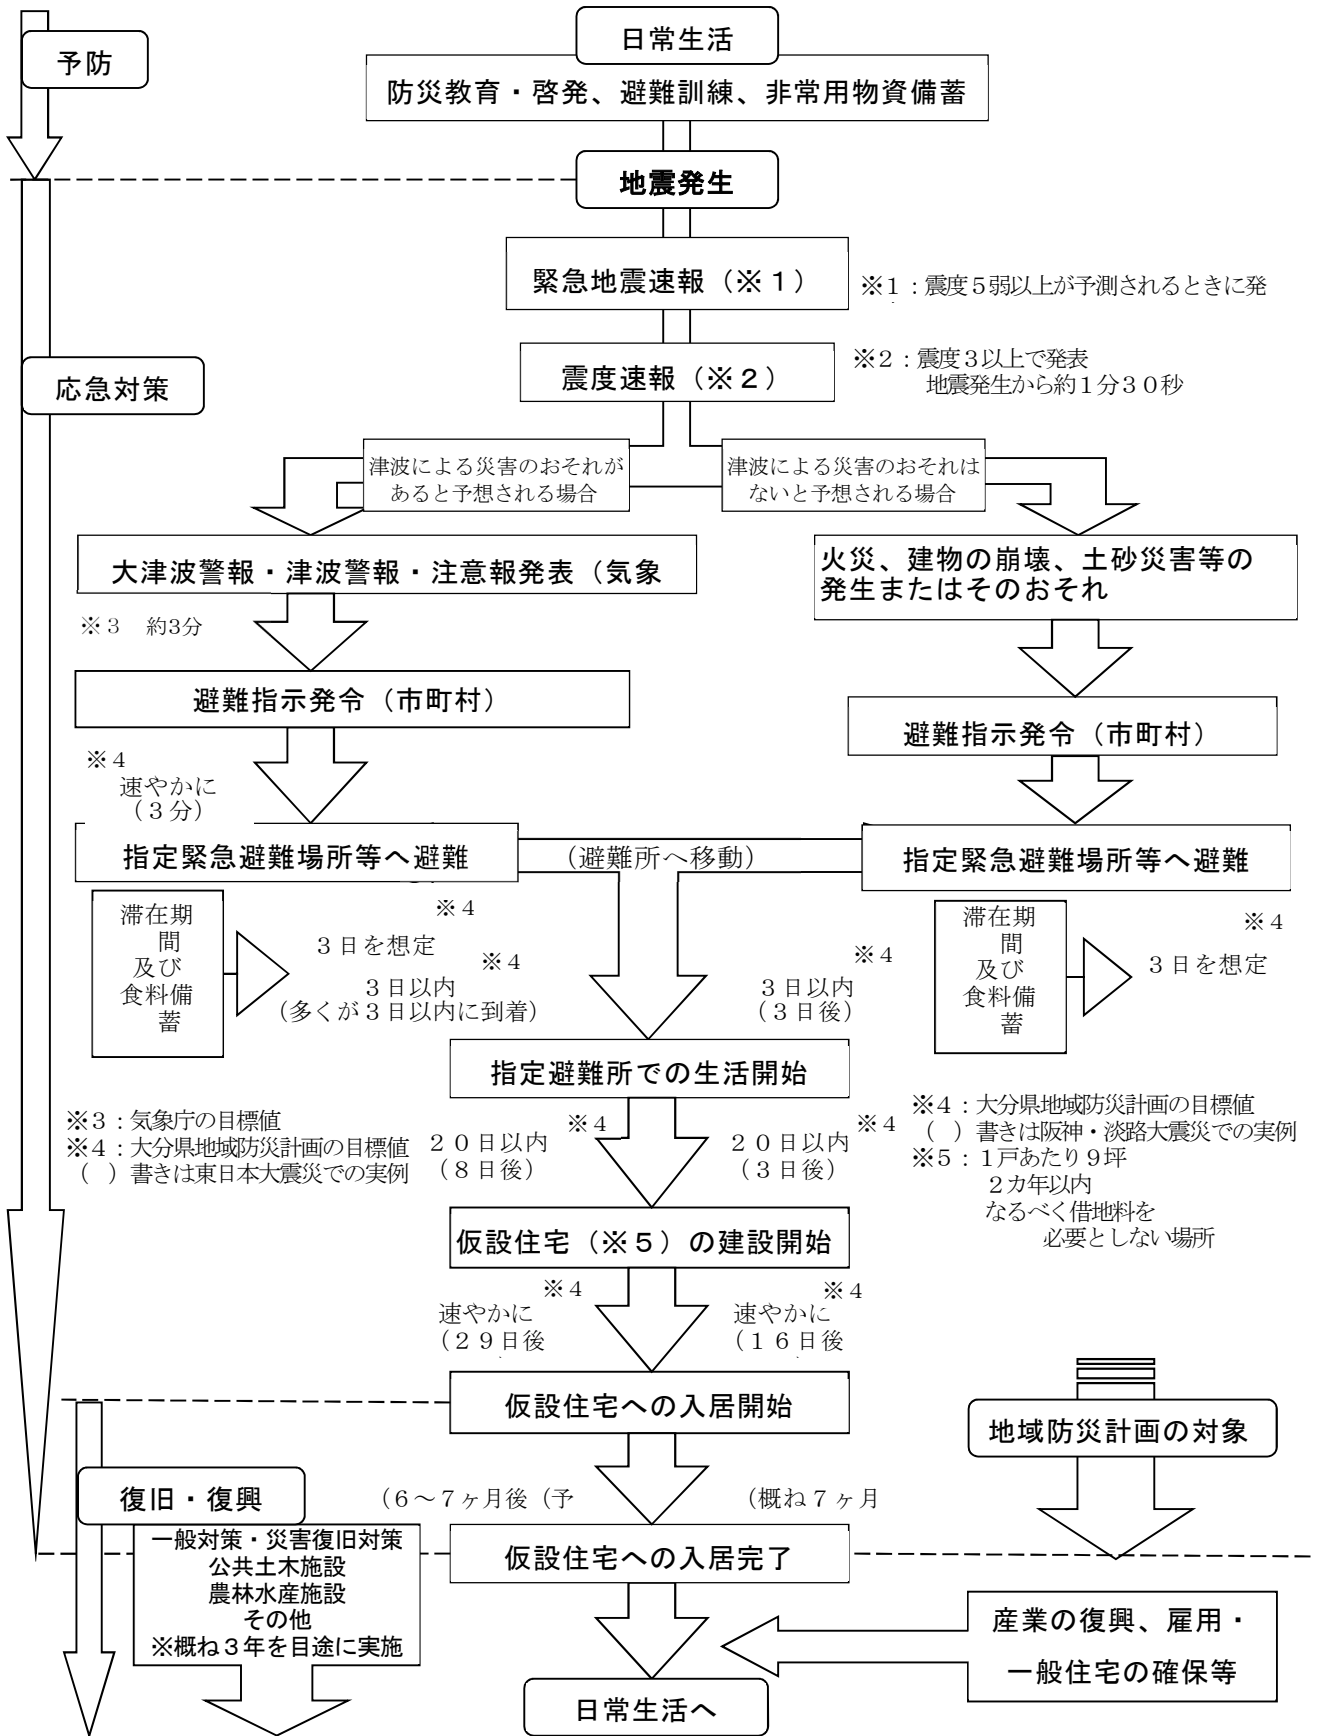 予防
日常生活
防災教育・啓発、避難訓練、非常用物資備蓄
地震発生
緊急地震速報（※１）
※１：震度５弱以上が予測されるときに発
震度速報（※２）
※２：震度３以上で発表
地震発生から約１分３０秒
応急対策
津波による災害のおそれが
あると予想される場合
津波による災害のおそれは
ないと予想される場合
大津波警報・津波警報・注意報発表（気象
火災、建物の崩壊、土砂災害等の
発生またはそのおそれ
※３　約3分
避難指示発令（市町村）
避難指示発令（市町村）
※４
速やかに
（３分）
指定緊急避難場所等へ避難
（避難所へ移動）
指定緊急避難場所等へ避難
滞在期
間
及び
食料備
蓄
※４
３日を想定
※４
３日以内
（多くが３日以内に到着）
※４
３日以内
（３日後）
滞在期
間
及び
食料備
蓄
※４
３日を想定
指定避難所での生活開始
※３：気象庁の目標値
※４：大分県地域防災計画の目標値
（　）書きは東日本大震災での実例
※４
２０日以内
（８日後）
※４
２０日以内
（３日後）
※４：大分県地域防災計画の目標値
（　）書きは阪神・淡路大震災での実例
※５：１戸あたり９坪
２カ年以内
なるべく借地料を
必要としない場所
仮設住宅（※５）の建設開始
※４
速やかに
（２９日後
※４
速やかに
（１６日後
仮設住宅への入居開始
地域防災計画の対象
復旧・復興
（６～７ヶ月後（予
（概ね７ヶ月
一般対策・災害復旧対策
公共土木施設
農林水産施設
その他
※概ね３年を目途に実施
仮設住宅への入居完了
産業の復興、雇用・
一般住宅の確保等
日常生活へ